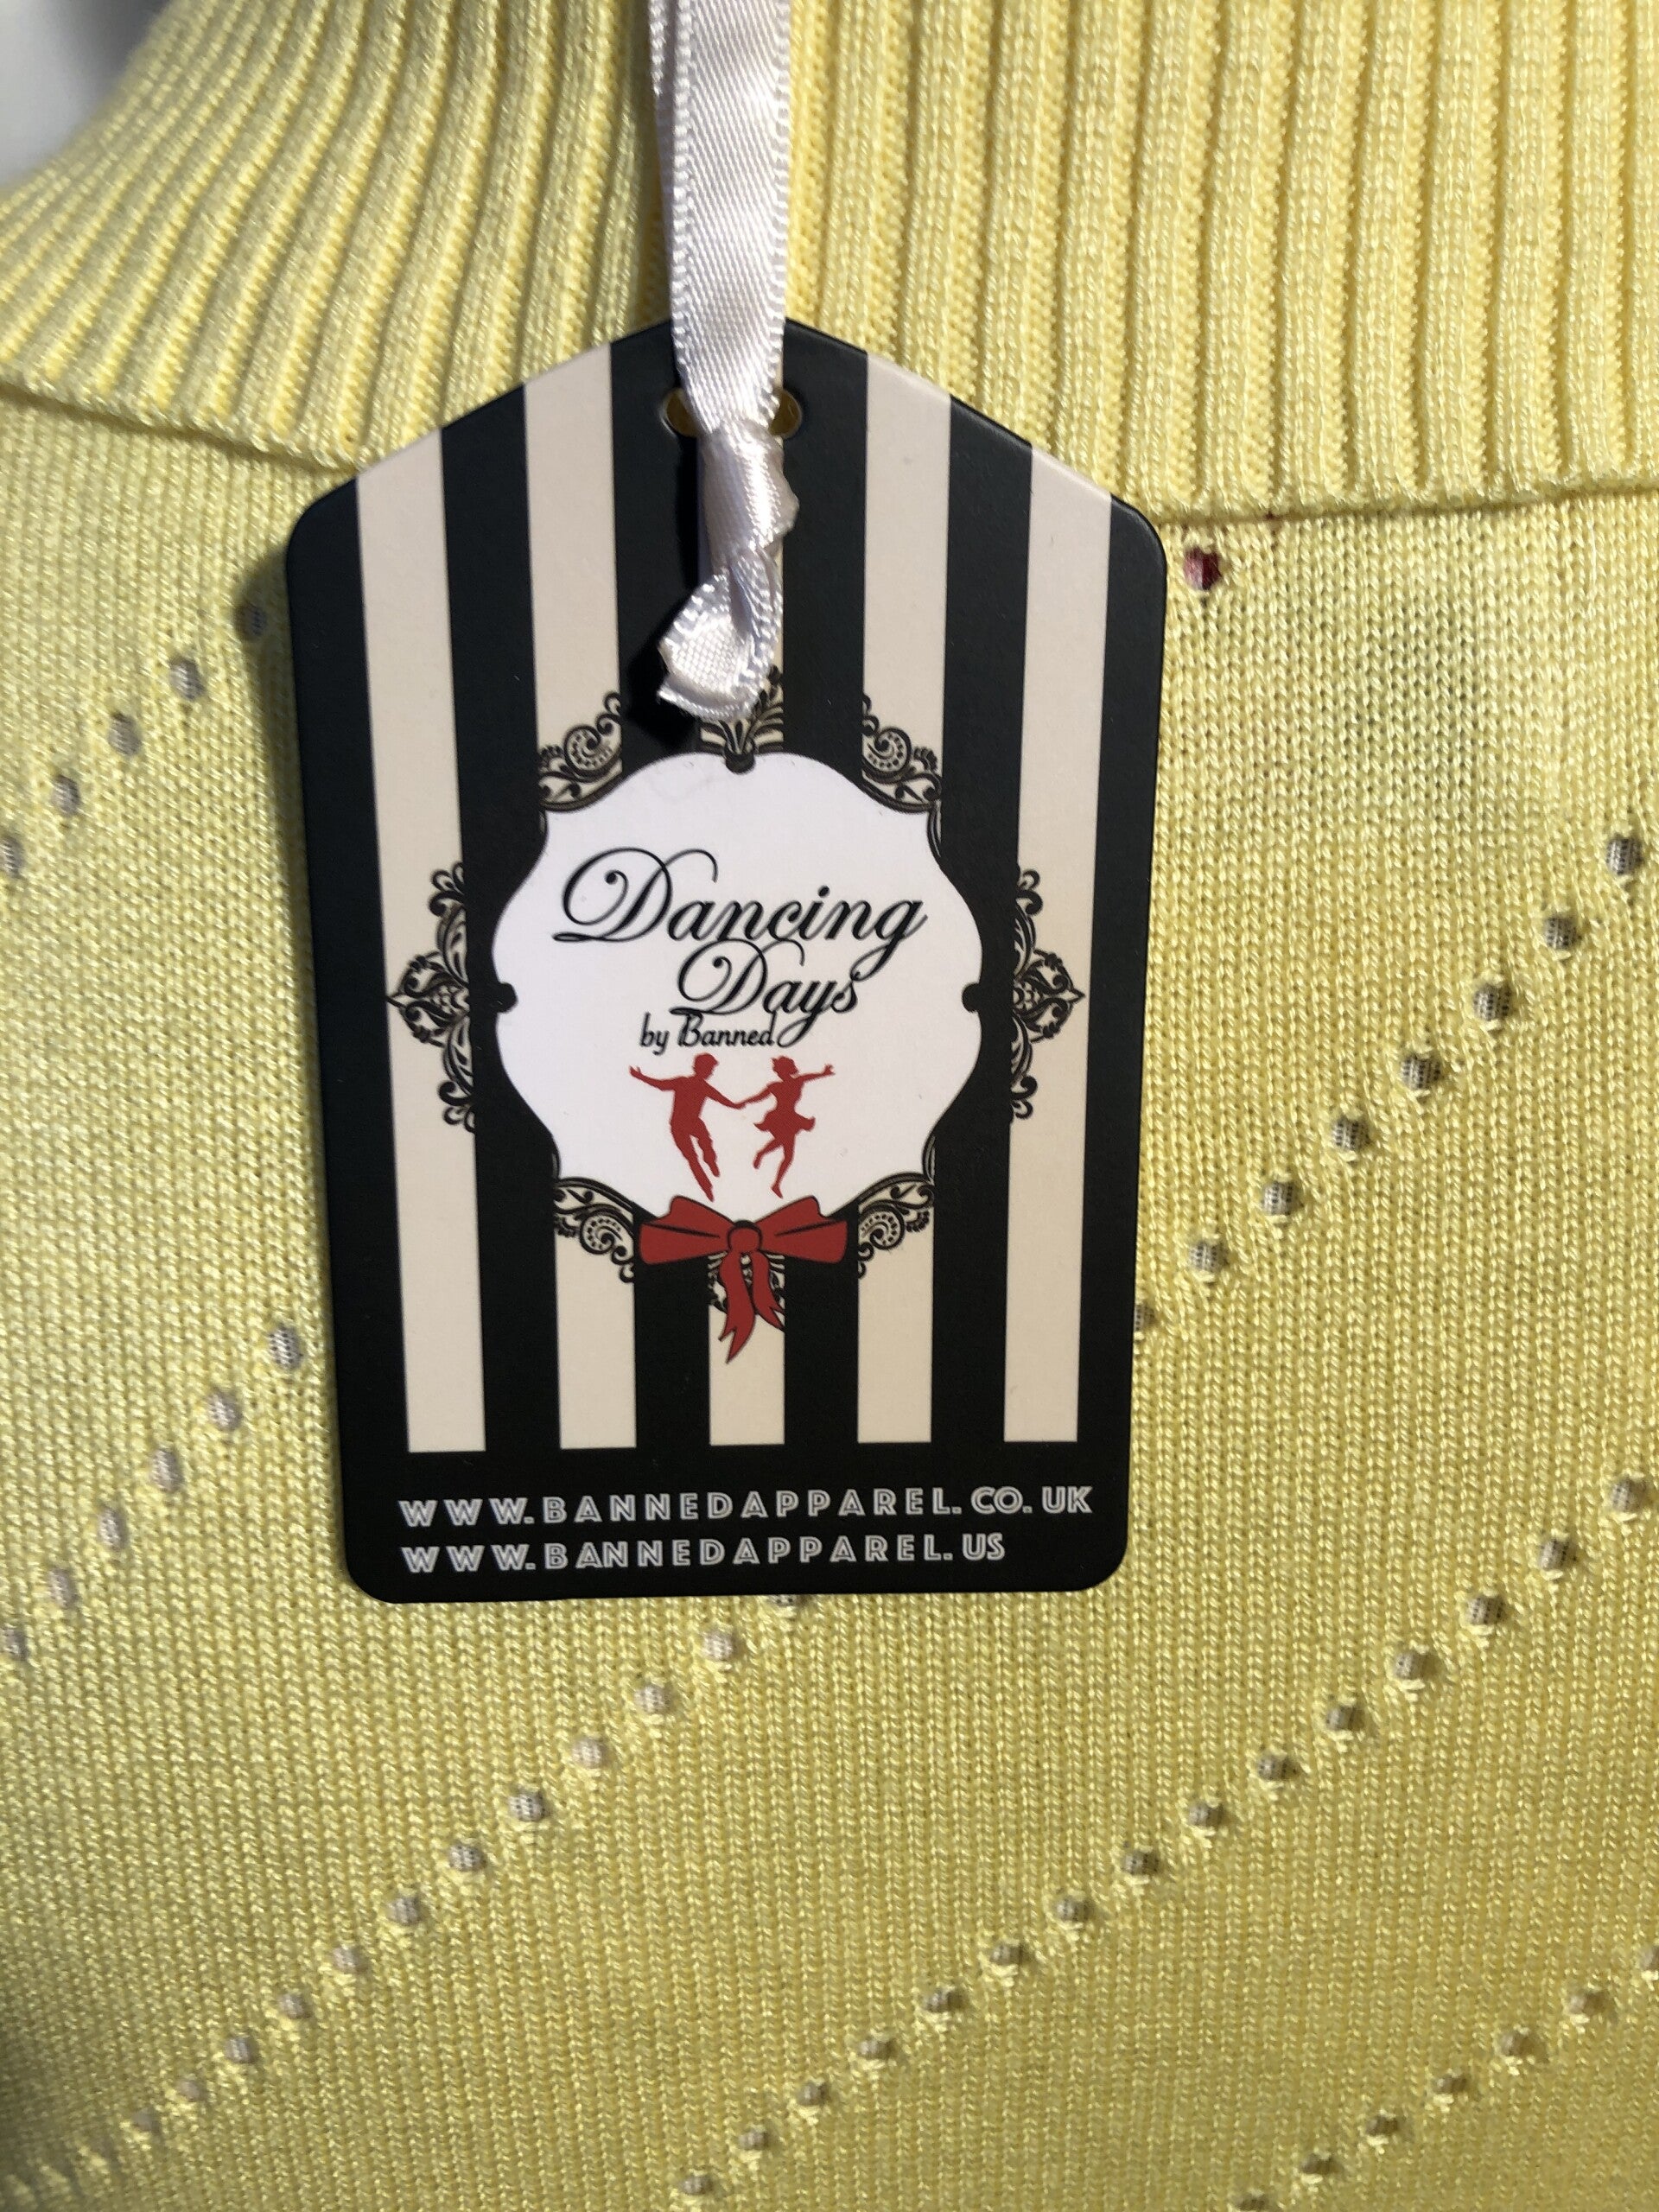 Dancing
Days
by Banned
WWW.BANNEDAPPAREL.CO.UK
WWW.BANNEDAPPAREL.US